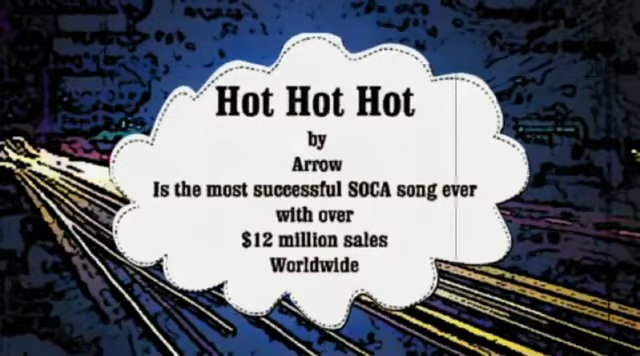 Hot Hot Hot
by
Arrow
Is the most successful SOCA song ever
with over
$12 million sales
Worldwide